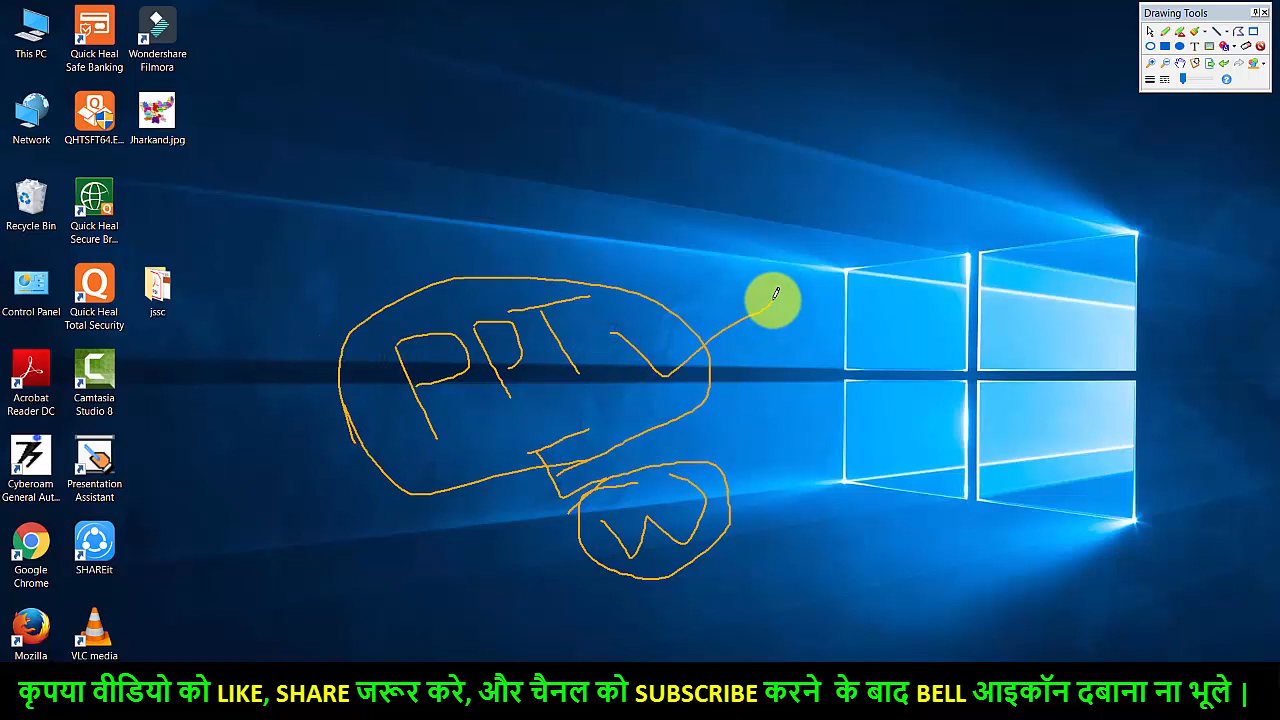 Drawing Tools
This PC
Quick Heal Safe Banking
Wondershare Filmora
Network
QHTSFT64.E...
Jharkand.jpg
Recycle Bin
Quick Heal Secure Br...
Control Panel
Quick Heal Total Security
jssc
Acrobat Reader DC
Camtasia Studio 8
Cyberoam General Aut...
Presentation Assistant
Google Chrome
SHAREit
Mozilla
VLC media
PPT
E
W
कृपया वीडियो को LIKE, SHARE जरूर करे, और चैनल को SUBSCRIBE करने के बाद BELL आइकॉन दबाना ना भूले |